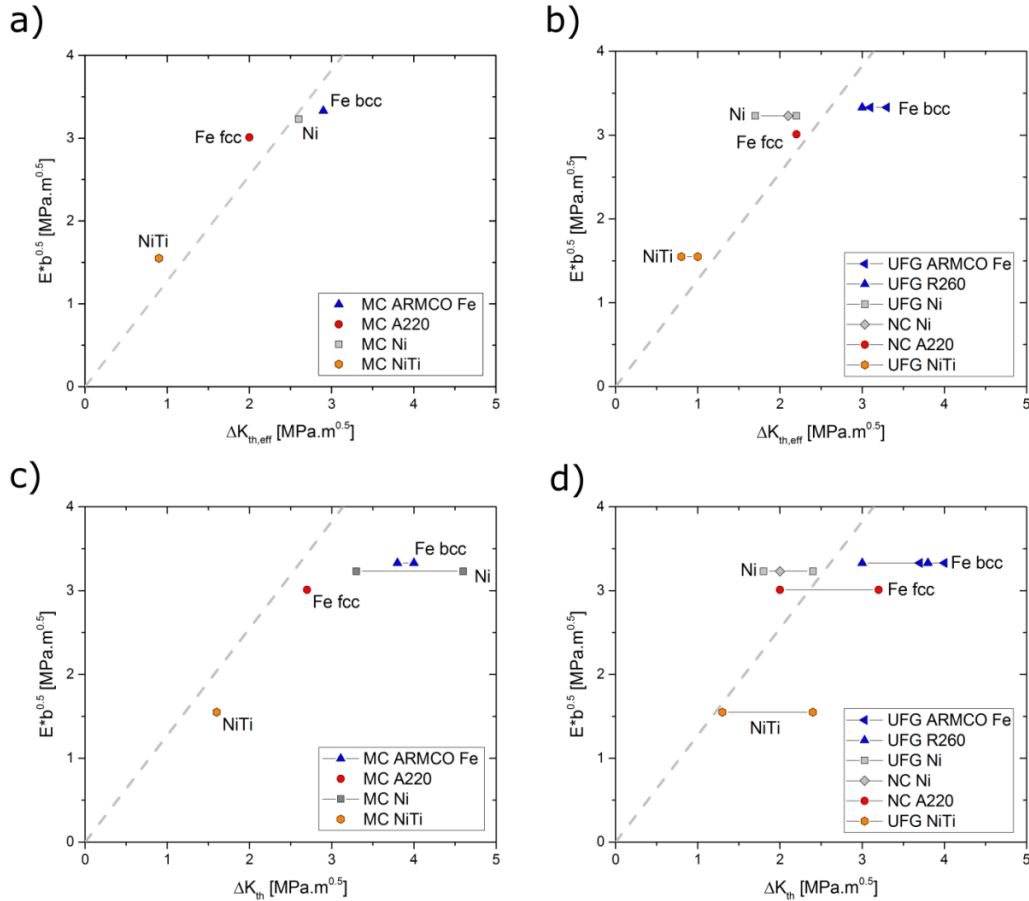 a)
4
3
2
1
0
E*b^0.5 [MPa.m^0.5]
Fe bcc
Ni
Fe fcc
NiTi
MC ARMCO Fe
MC A220
MC Ni
MC NiTi
0 1 2 3 4 5
ΔK_th,eff [MPa.m^0.5]
b)
4
3
2
1
0
E*b^0.5 [MPa.m^0.5]
Ni
Fe bcc
Fe fcc
NiTi
UFG ARMCO Fe
UFG R260
UFG Ni
NC Ni
NC A220
UFG NiTi
0 1 2 3 4 5
ΔK_th,eff [MPa.m^0.5]
c)
4
3
2
1
0
E*b^0.5 [MPa.m^0.5]
Fe bcc
Ni
Fe fcc
NiTi
MC ARMCO Fe
MC A220
MC Ni
MC NiTi
0 1 2 3 4 5
ΔK_th [MPa.m^0.5]
d)
4
3
2
1
0
E*b^0.5 [MPa.m^0.5]
Ni
Fe bcc
Fe fcc
NiTi
UFG ARMCO Fe
UFG R260
UFG Ni
NC Ni
NC A220
UFG NiTi
0 1 2 3 4 5
ΔK_th [MPa.m^0.5]